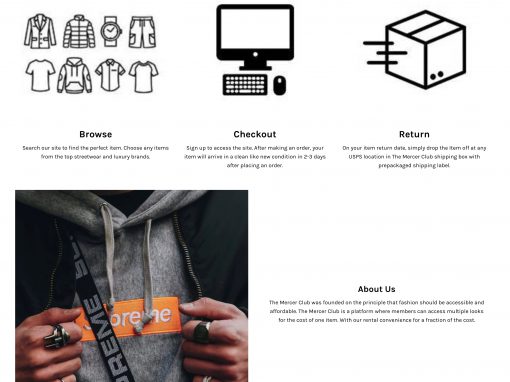 Browse
Search our site to find the perfect item. Choose any items
from the top streetwear and luxury brands.
Checkout
Sign up to access the site. After making an order, your
item will arrive in a clean like new condition in 2-3 days
after placing an order.
Return
On your item return date, simply drop the item off at any
USPS location in The Mercer Club shipping box with
prepackaged shipping label.
About Us
The Mercer Club was founded on the principle that fashion should be accessible and
affordable. The Mercer Club is a platform where members can access multiple looks
for the cost of one item. With our rental convenience for a fraction of the cost.